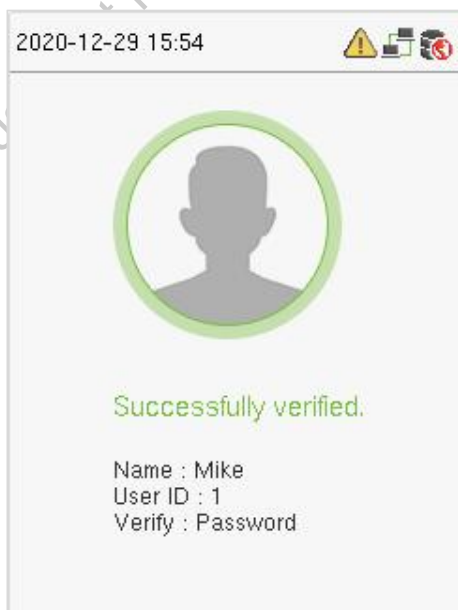 2020-12-29 15:54
Successfully verified.
Name : Mike
User ID : 1
Verify : Password